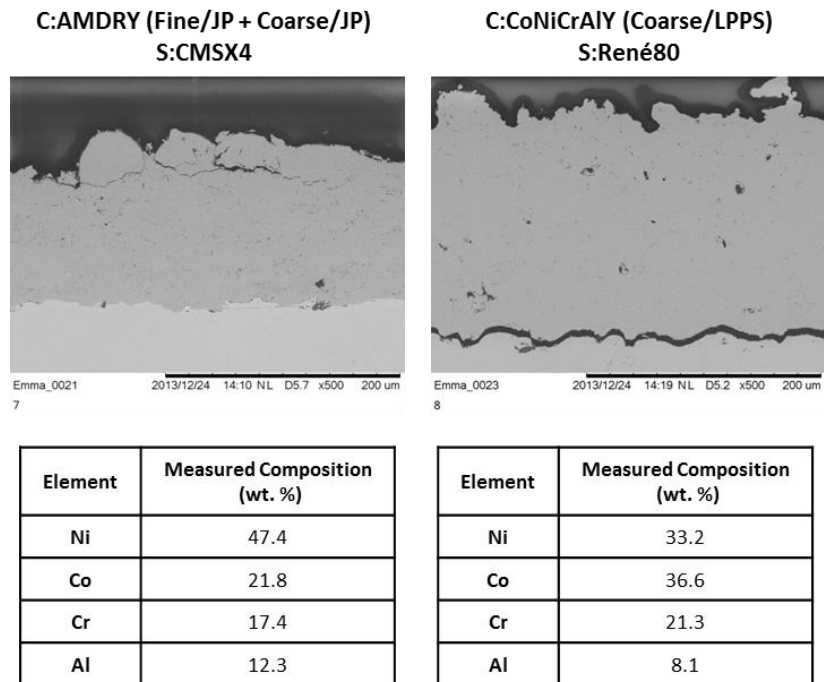 C:AMDRY (Fine/JP + Coarse/JP)
S:CMSX4
Emma_0021 2013/12/24 14:10 NL D5.7 x500 200 um
7
Element Measured Composition (wt. %)
Ni 47.4
Co 21.8
Cr 17.4
Al 12.3
C:CoNiCrAlY (Coarse/LPPS)
S:René80
Emma_0023 2013/12/24 14:19 NL D5.2 x500 200 um
8
Element Measured Composition (wt. %)
Ni 33.2
Co 36.6
Cr 21.3
Al 8.1